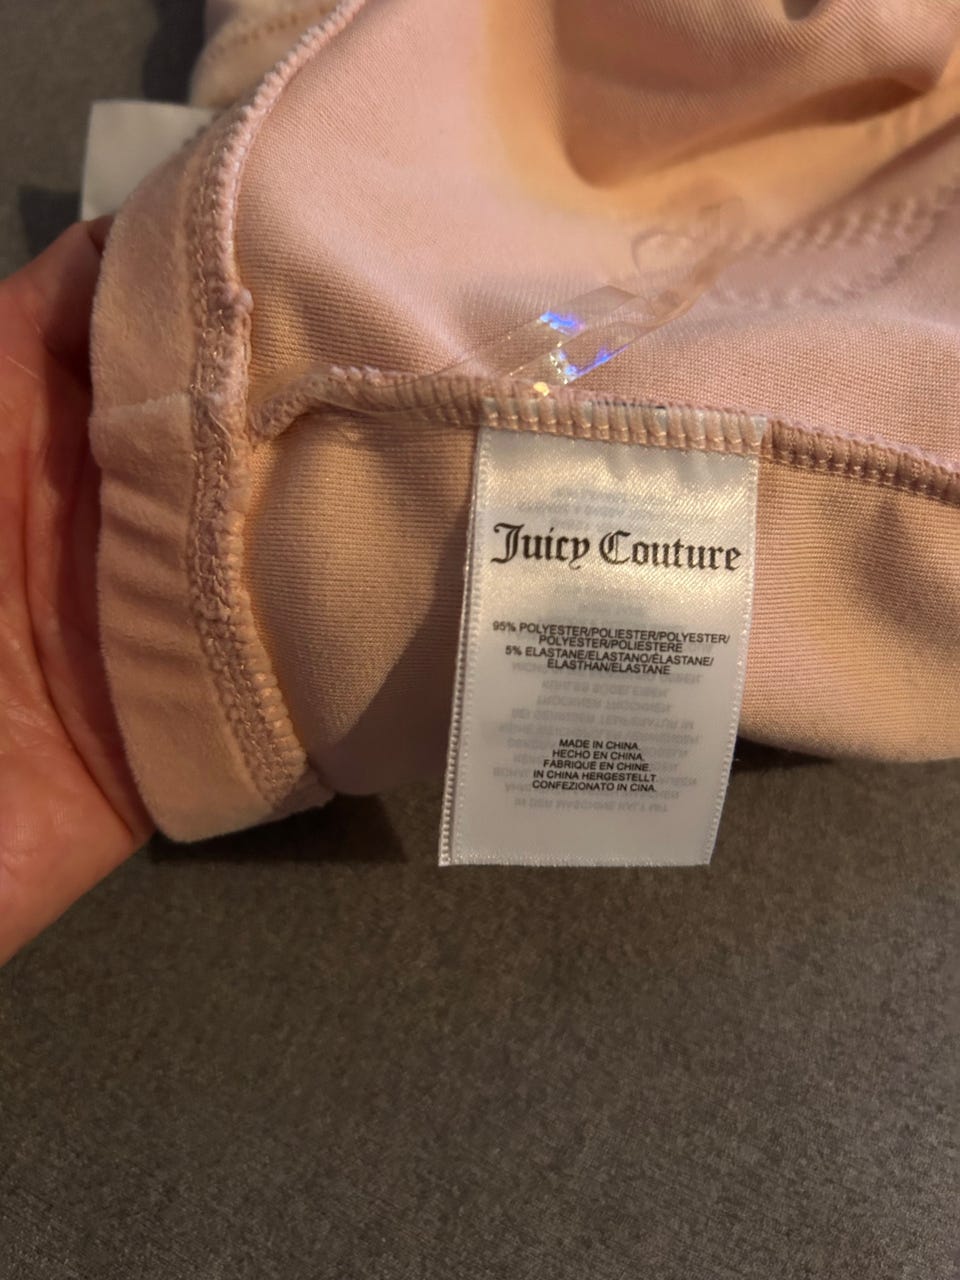 Juicy Couture
95% POLYESTER/POLIESTER/POLYESTER/
POLYESTER/POLIESTERE
5% ELASTANE/ELASTANO/ÉLASTANE/
ELASTHAN/ELASTANE
MADE IN CHINA.
HECHO EN CHINA.
FABRIQUE EN CHINE.
IN CHINA HERGESTELLT
CONFEZIONATO IN CINA.